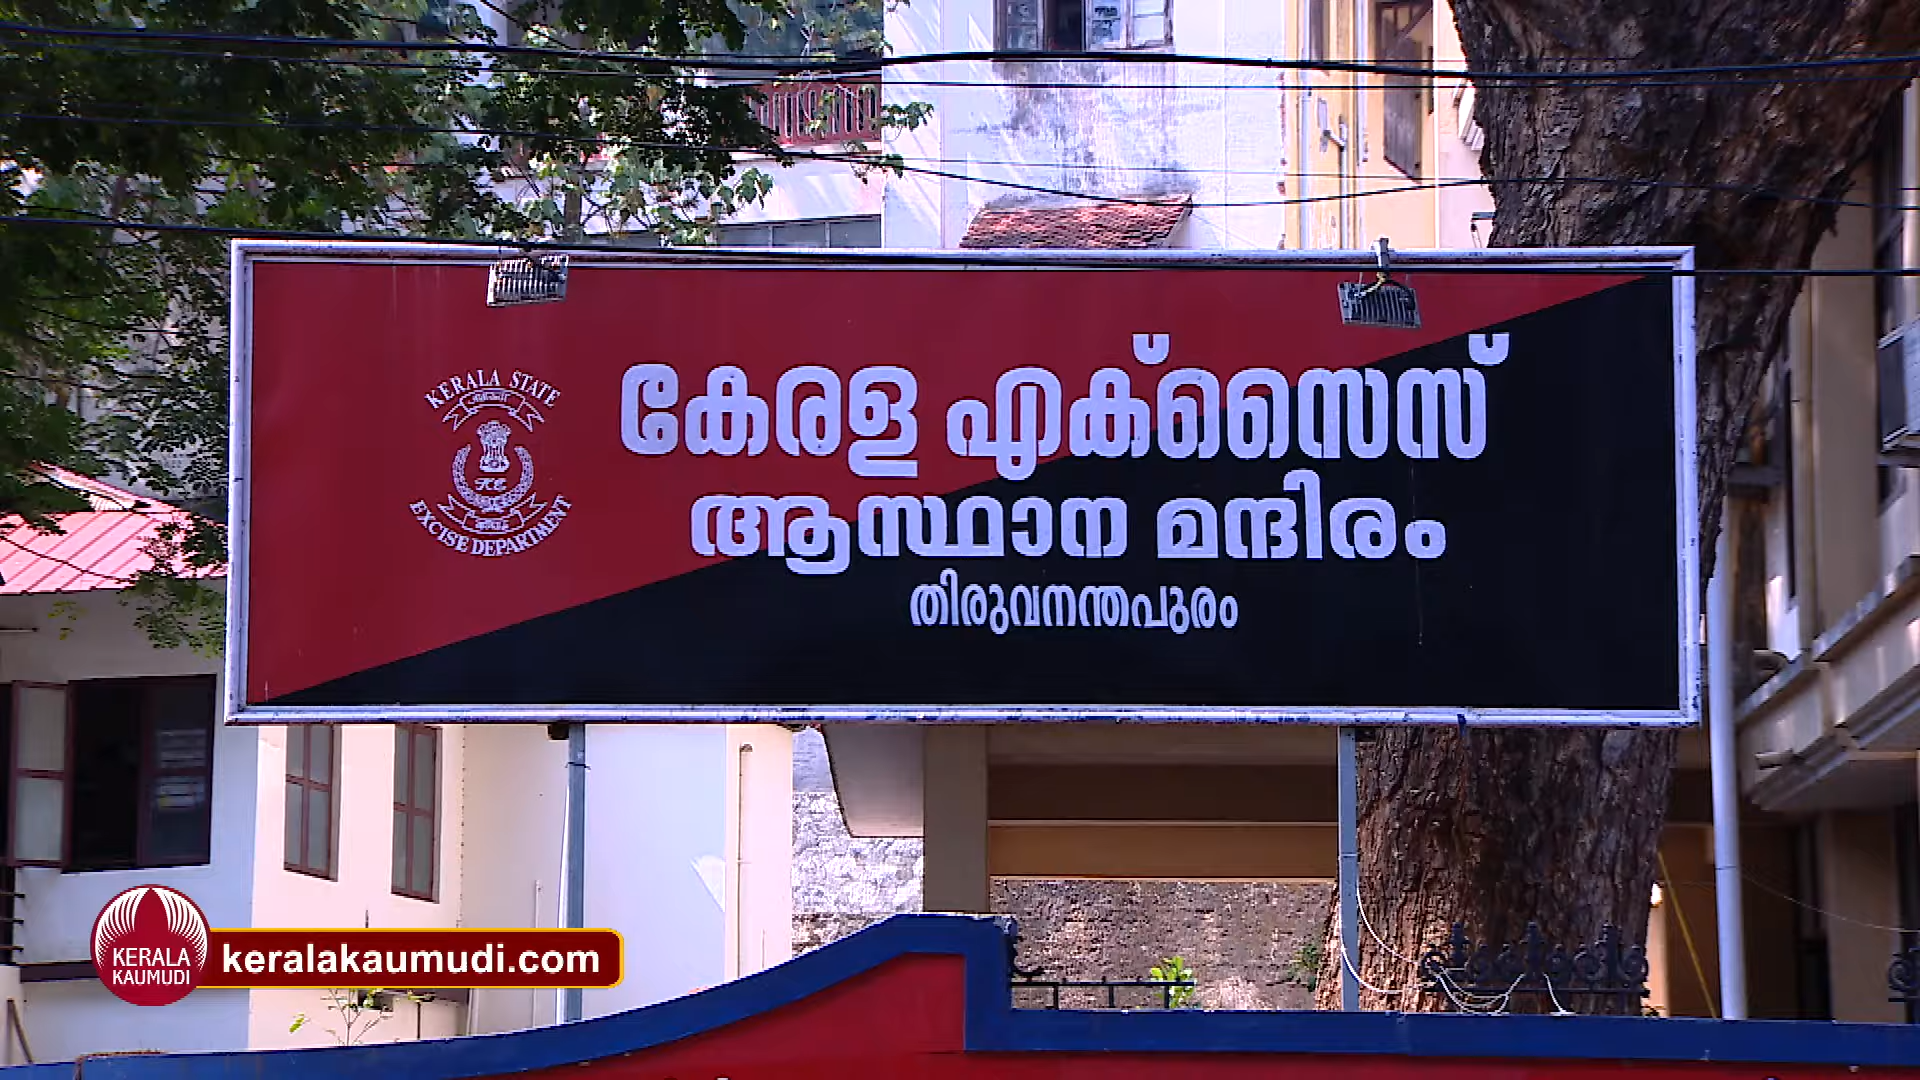 KERALA STATE
EXCISE DEPARTMENT
കേരള എക്സൈസ്
ആസ്ഥാന മന്ദിരം
തിരുവനന്തപുരം
KERALA
KAUMUDI
keralakaumudi.com